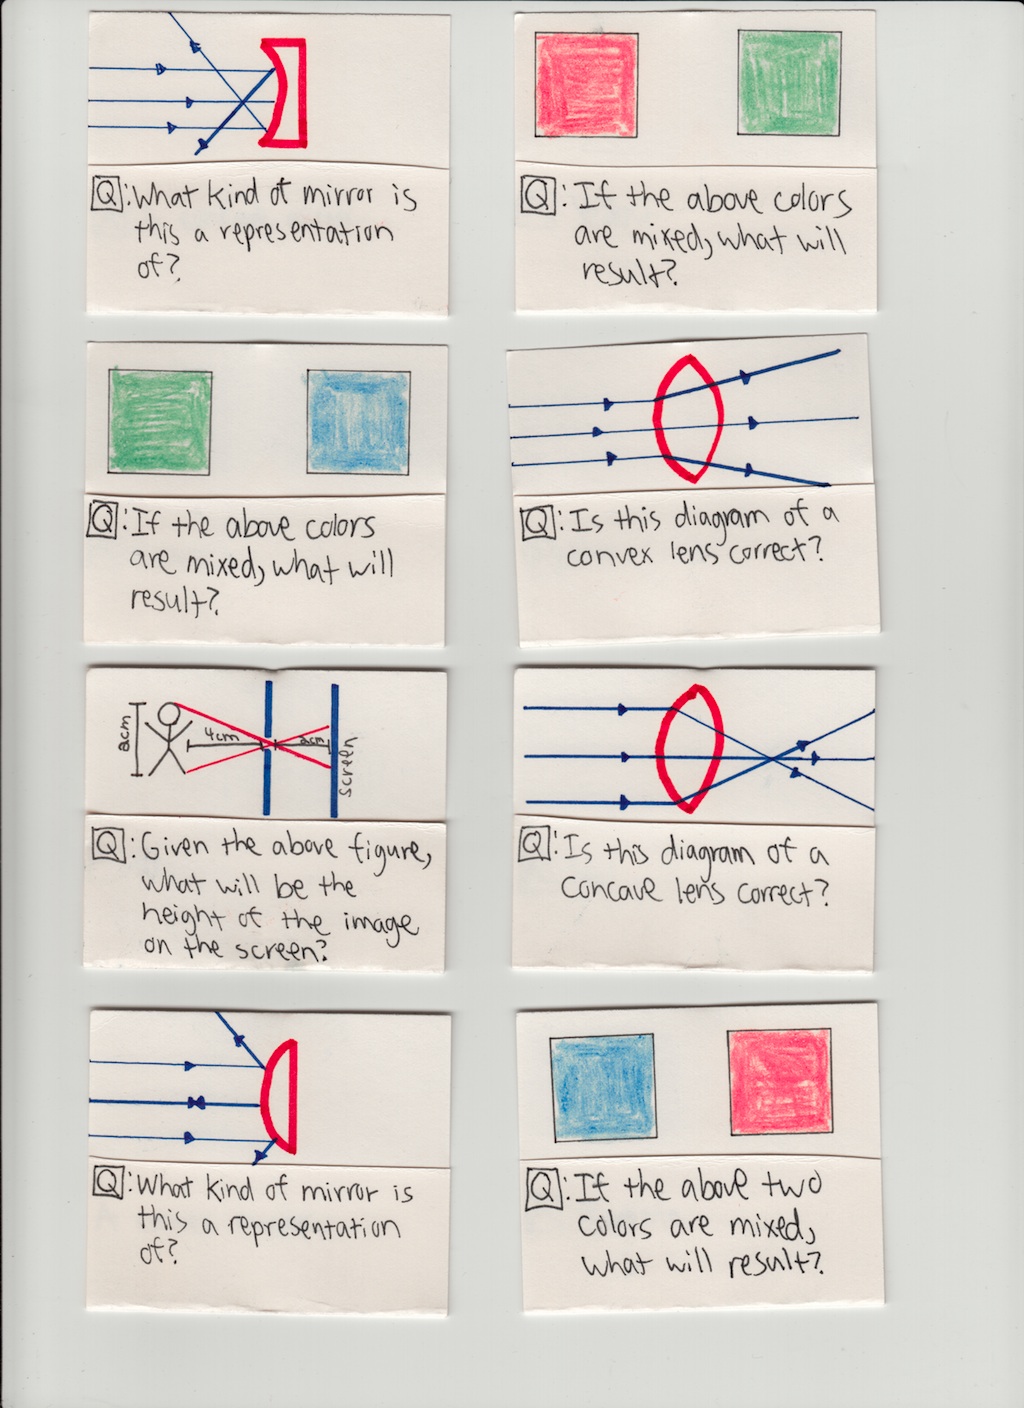 Q:What kind of mirror is
this a representation
of?
Q: If the above colors
are mixed, what will
result?
Q:If the above colors
are mixed, what will
result?
Q: Is this diagram of a
convex lens correct?
2cm
4cm
2cm
screen
Q: Given the above figure,
what will be the
height of the image
on the screen?
Q: Is this diagram of a
concave lens correct?
Q: What kind of mirror is
this a representation
of?
Q: If the above two
colors are mixed,
what will result?